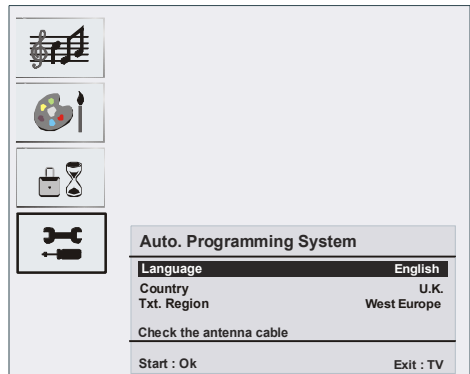 Auto. Programming System
Language English
Country U.K.
Txt. Region West Europe
Check the antenna cable
Start : Ok Exit : TV